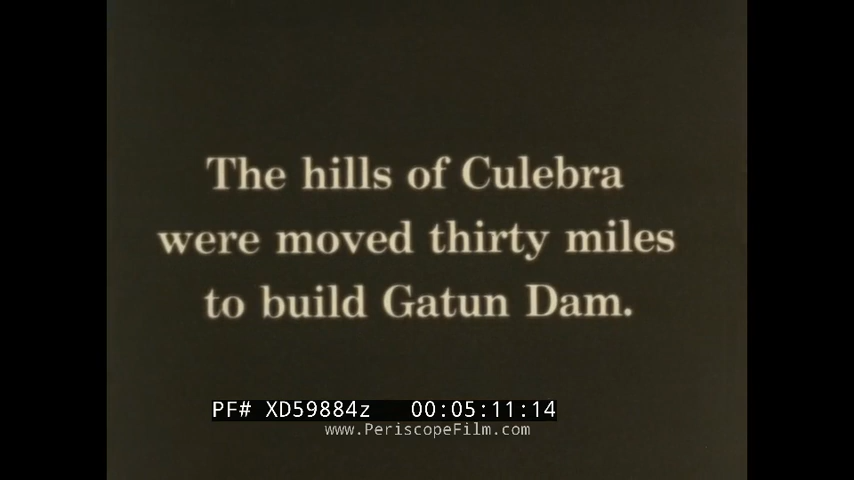 The hills of Culebra
were moved thirty miles
to build Gatun Dam.
PF# XD59884z 00:05:11:14
www.PeriscopeFilm.com